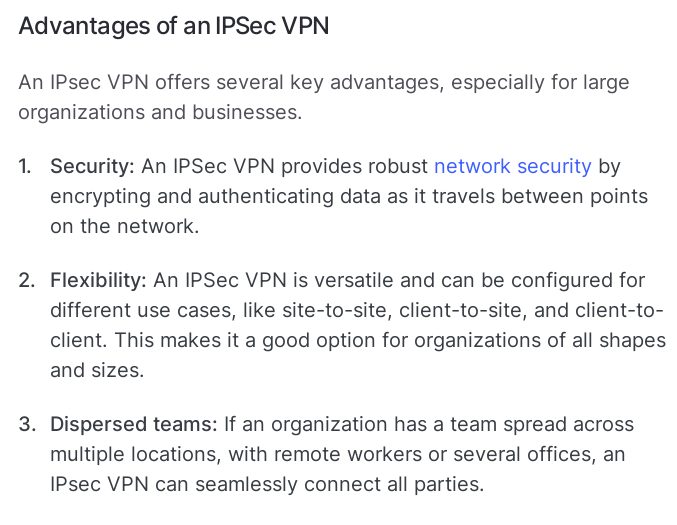 Advantages of an IPSec VPN
An IPsec VPN offers several key advantages, especially for large
organizations and businesses.
1. Security: An IPSec VPN provides robust network security by
encrypting and authenticating data as it travels between points
on the network.
2. Flexibility: An IPSec VPN is versatile and can be configured for
different use cases, like site-to-site, client-to-site, and client-to-
client. This makes it a good option for organizations of all shapes
and sizes.
3. Dispersed teams: If an organization has a team spread across
multiple locations, with remote workers or several offices, an
IPsec VPN can seamlessly connect all parties.